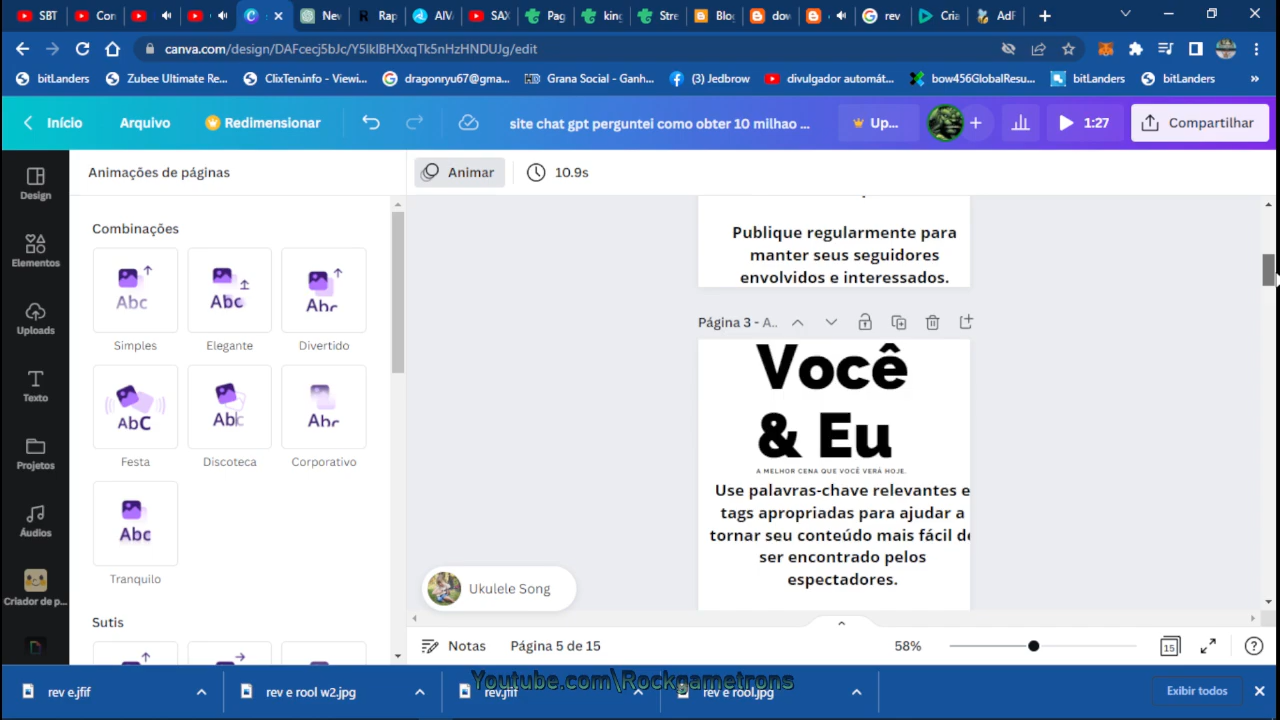 SBT
Con
C
Nev
Rap
AIVA
SAX
Pag
king
Stre
Blo
dow
rev
Cria
AdF
canva.com/design/DAFcecj5bJc/Y5IklBHXxqTk5nHzHNDUJg/edit
bitLanders
Zubee Ultimate Re...
ClixTen.info - Viewi...
dragonryu67@gma...
Grana Social - Ganh...
(3) Jedbrow
divulgador automát...
bow456GlobalResu...
bitLanders
bitLanders
»
Início
Arquivo
Redimensionar
site chat gpt perguntei como obter 10 milhao ...
Up...
1:27
Compartilhar
Design
Elementos
Uploads
Texto
Projetos
Áudios
Criador de p...
Animações de páginas
Combinações
Abc
Abc
Abc
Simples
Elegante
Divertido
AbC
Abc
Abc
Festa
Discoteca
Corporativo
Abc
Tranquilo
Sutis
Animar
10.9s
Publique regularmente para
manter seus seguidores
envolvidos e interessados.
Página 3 - A..
Você
& Eu
A MELHOR CENA QUE VOCÊ VERÁ HOJE.
Use palavras-chave relevantes e
tags apropriadas para ajudar a
tornar seu conteúdo mais fácil de
ser encontrado pelos
espectadores.
Ukulele Song
Notas
Página 5 de 15
58%
15
rev e.jfif
rev e rool w2.jpg
rev.jfif
rev e rool.jpg
Exibir todos
Youtube.com\Rockgametrons